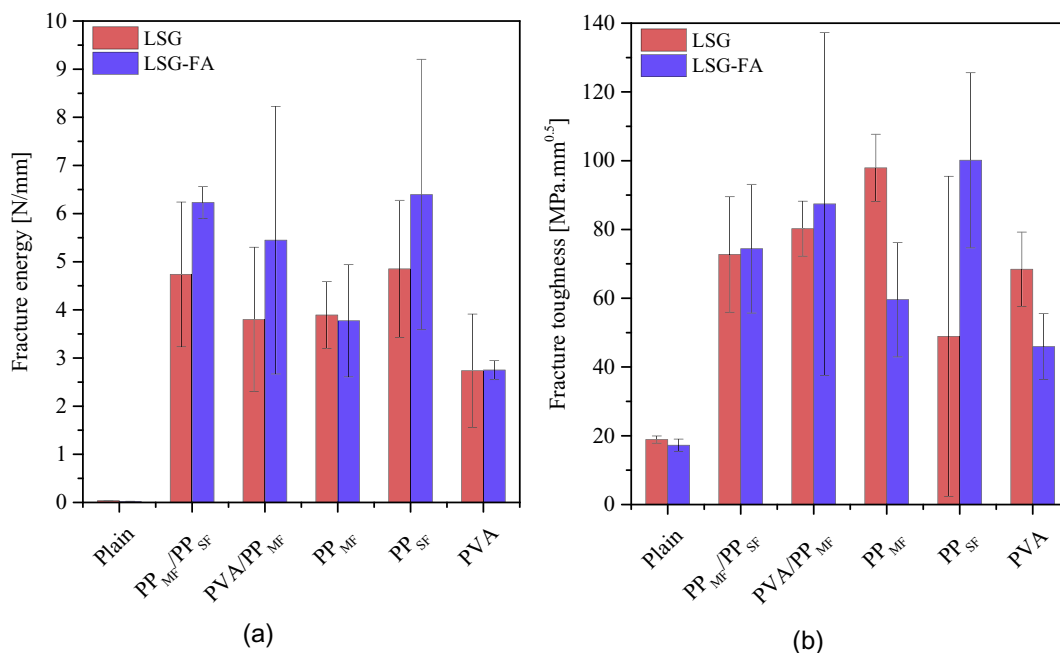 10
9
8
7
6
5
4
3
2
1
0
Fracture energy [N/mm]
LSG
LSG-FA
Plain
PP MF/PP SF
PVA/PP MF
PP MF
PP SF
PVA
(a)
140
120
100
80
60
40
20
0
Fracture toughness [MPa.mm^0.5]
LSG
LSG-FA
Plain
PP MF/PP SF
PVA/PP MF
PP MF
PP SF
PVA
(b)